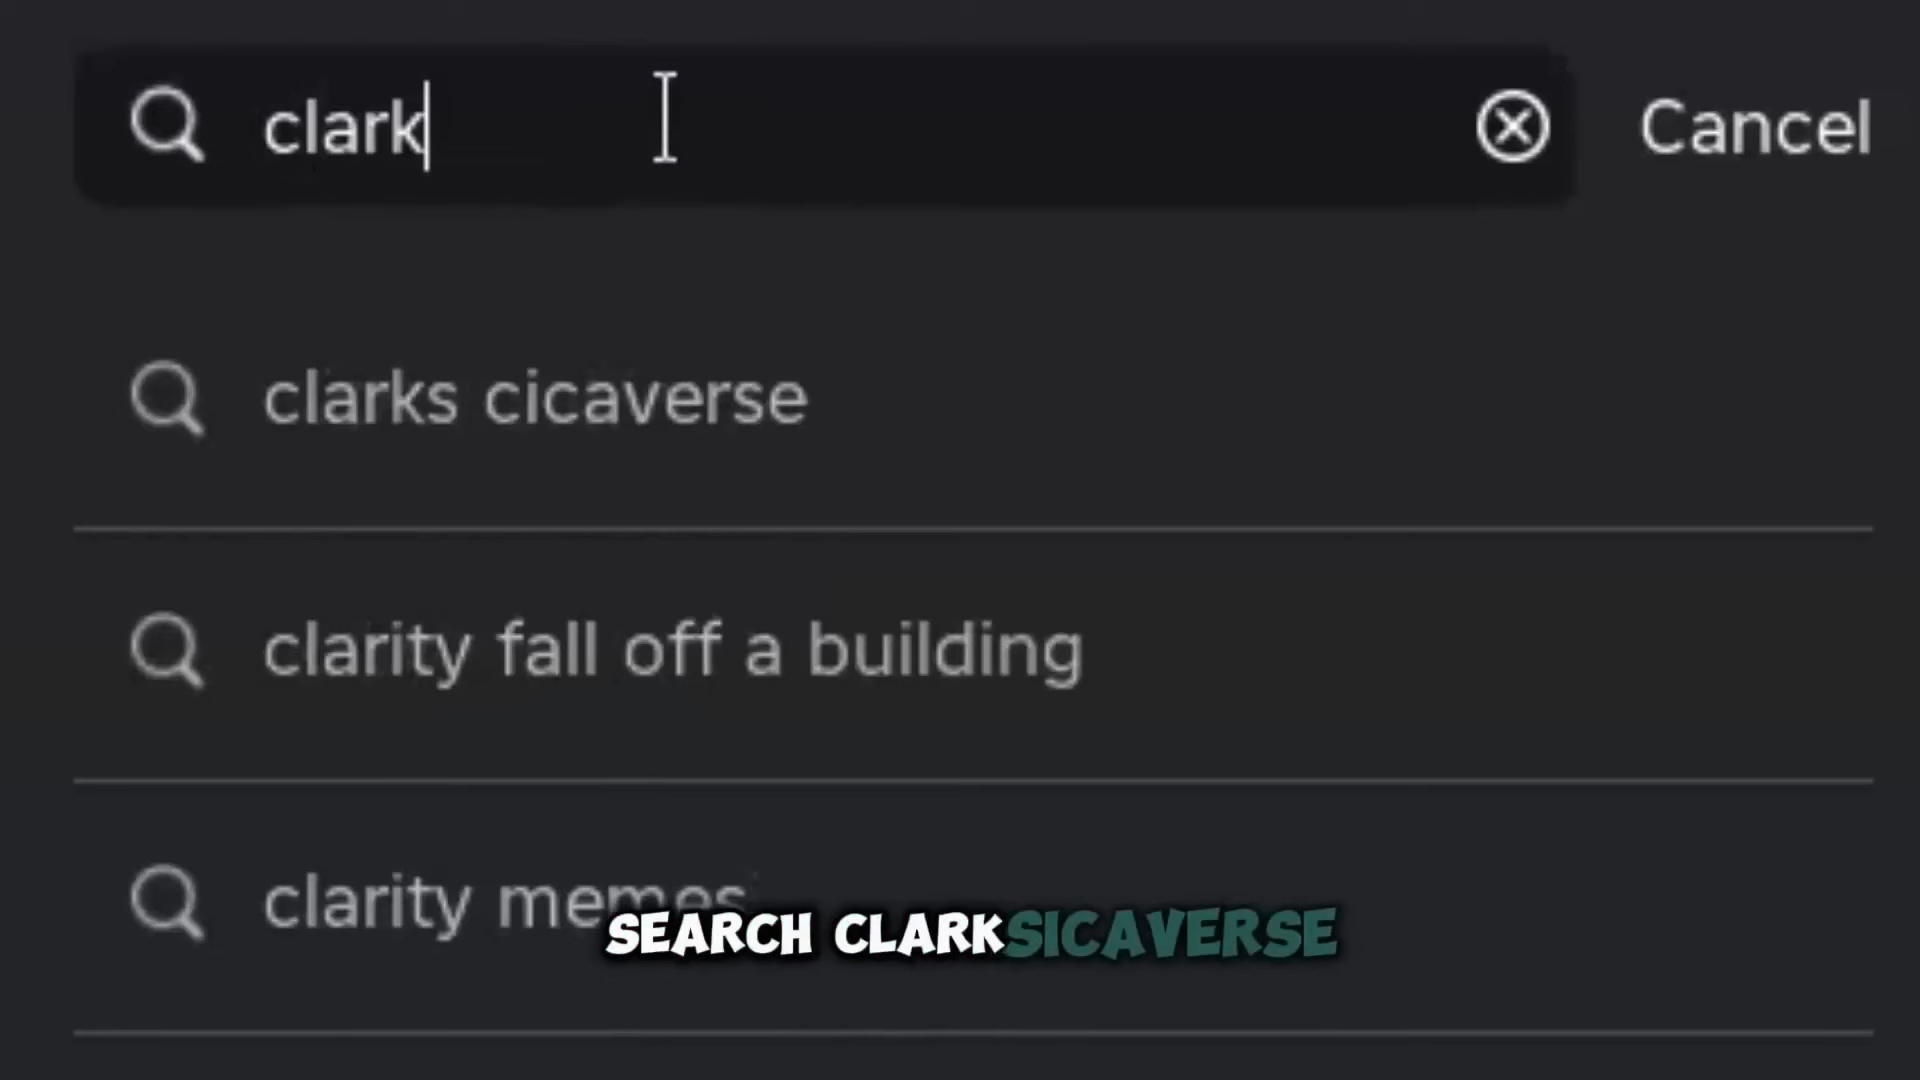 clark
Cancel
clarks cicaverse
clarity fall off a building
clarity memes
SEARCH CLARKSICAVERSE